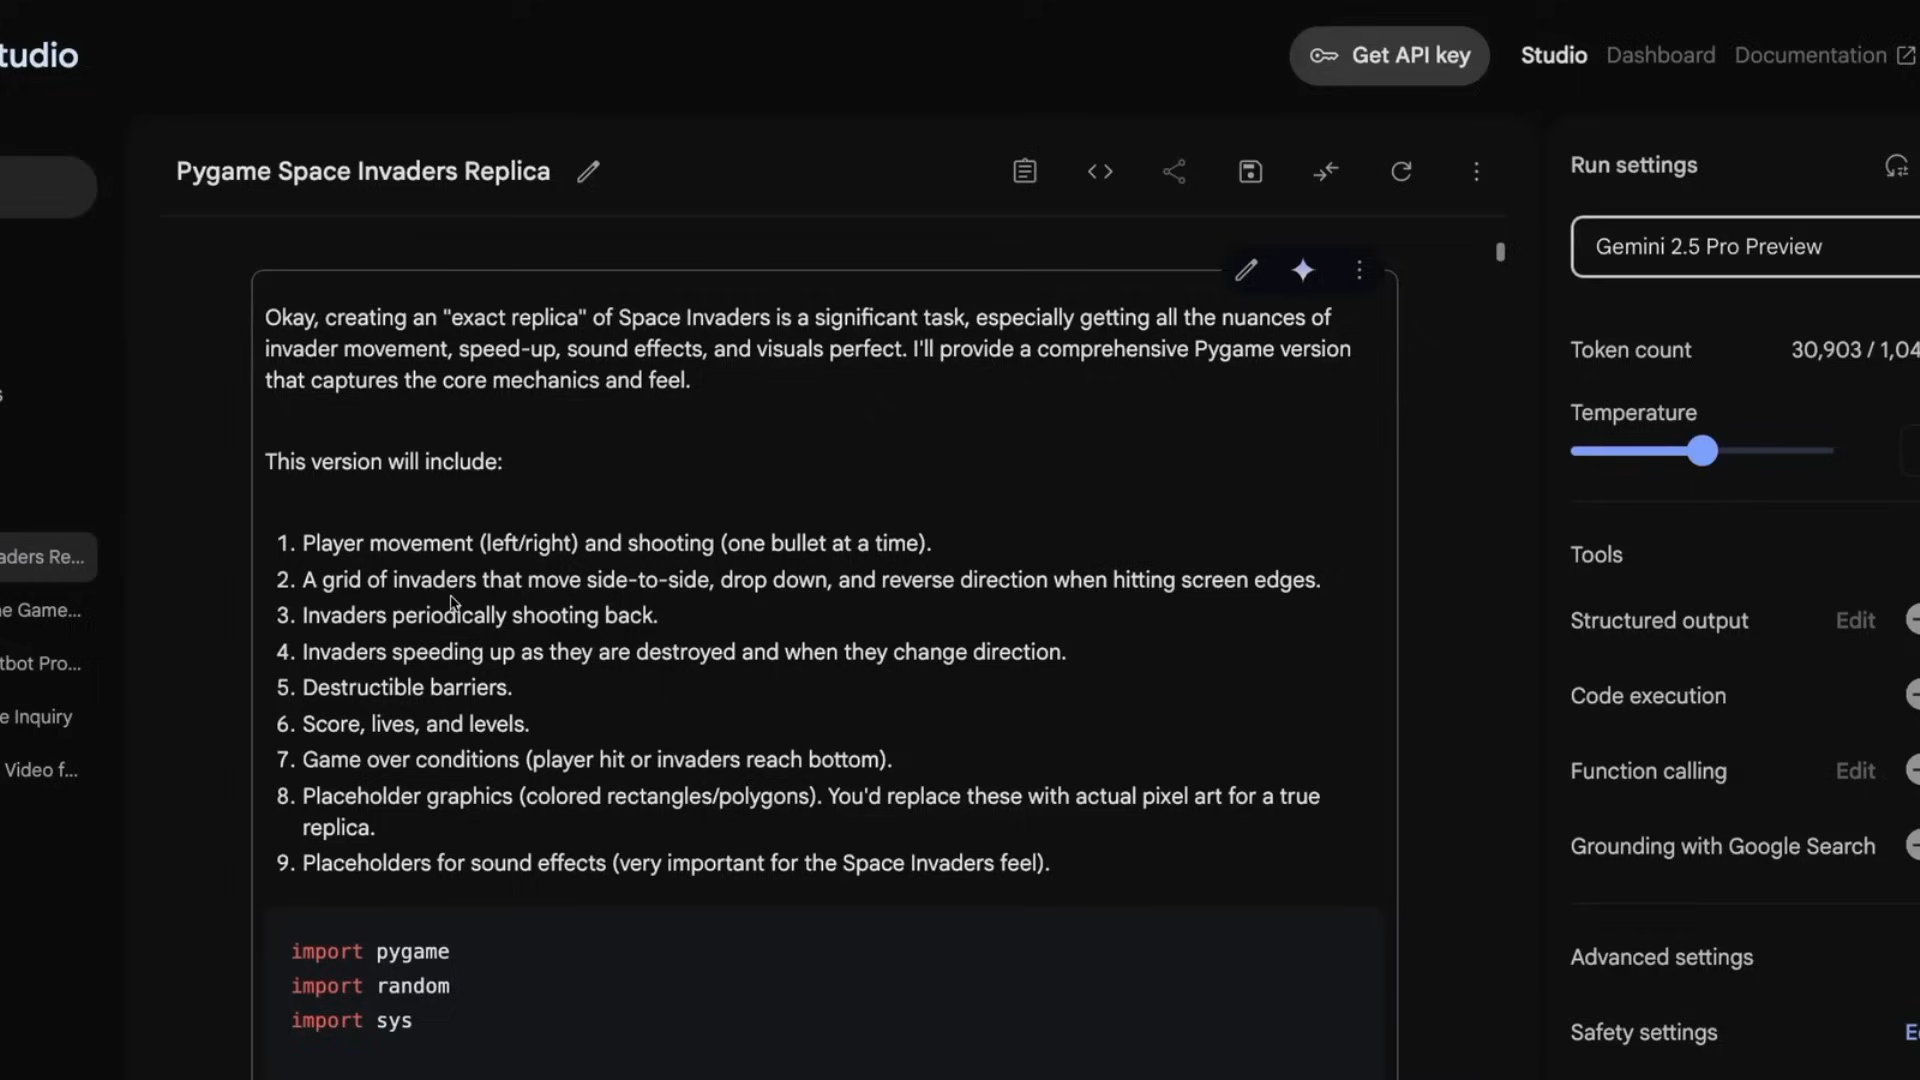 tudio
Get API key
Studio
Dashboard
Documentation
Pygame Space Invaders Replica
Run settings
Gemini 2.5 Pro Preview
Okay, creating an "exact replica" of Space Invaders is a significant task, especially getting all the nuances of
invader movement, speed-up, sound effects, and visuals perfect. I'll provide a comprehensive Pygame version
that captures the core mechanics and feel.
This version will include:
1. Player movement (left/right) and shooting (one bullet at a time).
2. A grid of invaders that move side-to-side, drop down, and reverse direction when hitting screen edges.
3. Invaders periodically shooting back.
4. Invaders speeding up as they are destroyed and when they change direction.
5. Destructible barriers.
6. Score, lives, and levels.
7. Game over conditions (player hit or invaders reach bottom).
8. Placeholder graphics (colored rectangles/polygons). You'd replace these with actual pixel art for a true
replica.
9. Placeholders for sound effects (very important for the Space Invaders feel).
import pygame
import random
import sys
s
aders Re...
e Game...
tbot Pro...
e Inquiry
Video f...
Token count 30,903 / 1,04
Temperature
Tools
Structured output Edit
Code execution
Function calling Edit
Grounding with Google Search
Advanced settings
Safety settings E